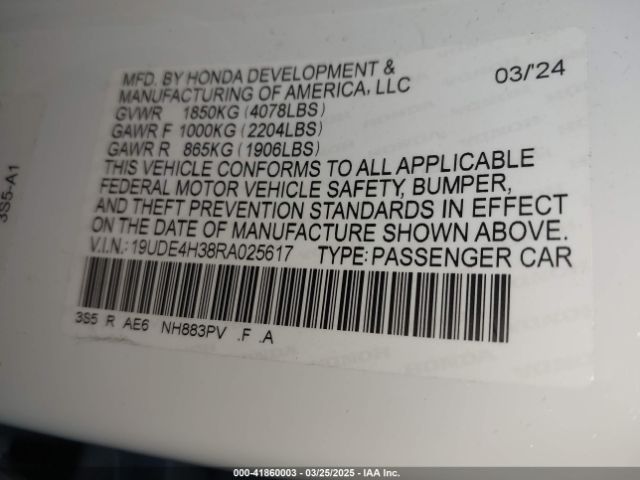 MFD. BY HONDA DEVELOPMENT & 03/'24
MANUFACTURING OF AMERICA, LLC
GVWR 1850KG (4078LBS)
GAWR F 1000KG (2204LBS)
GAWR R 865KG (1906LBS)
THIS VEHICLE CONFORMS TO ALL APPLICABLE
FEDERAL MOTOR VEHICLE SAFETY, BUMPER,
AND THEFT PREVENTION STANDARDS IN EFFECT
ON THE DATE OF MANUFACTURE SHOWN ABOVE.
V.I.N.: 19UDE4H38RA025617 TYPE: PASSENGER CAR
3S5 R AE6 NH883PV .F .A
3S5-A1
000-41860003 — 03/25/2025 — IAA Inc.